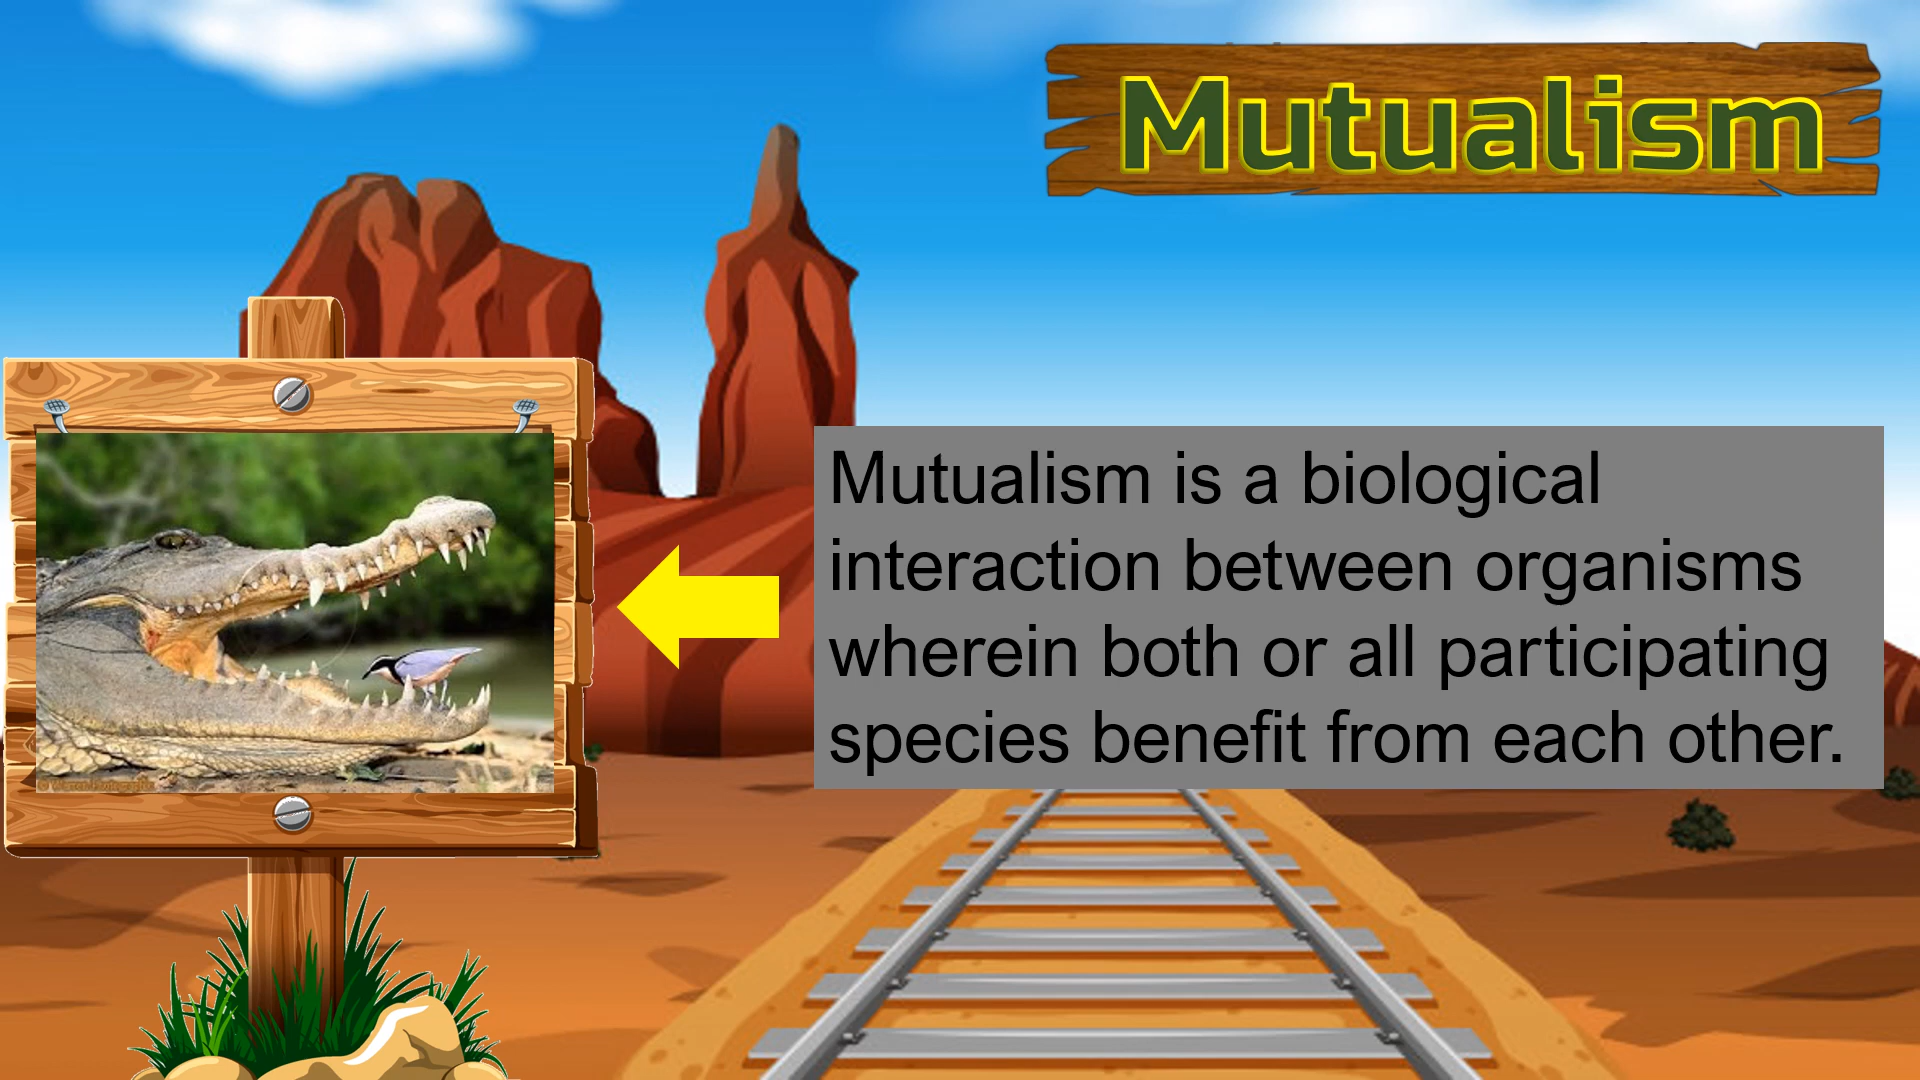 Mutualism
Mutualism is a biological
interaction between organisms
wherein both or all participating
species benefit from each other.